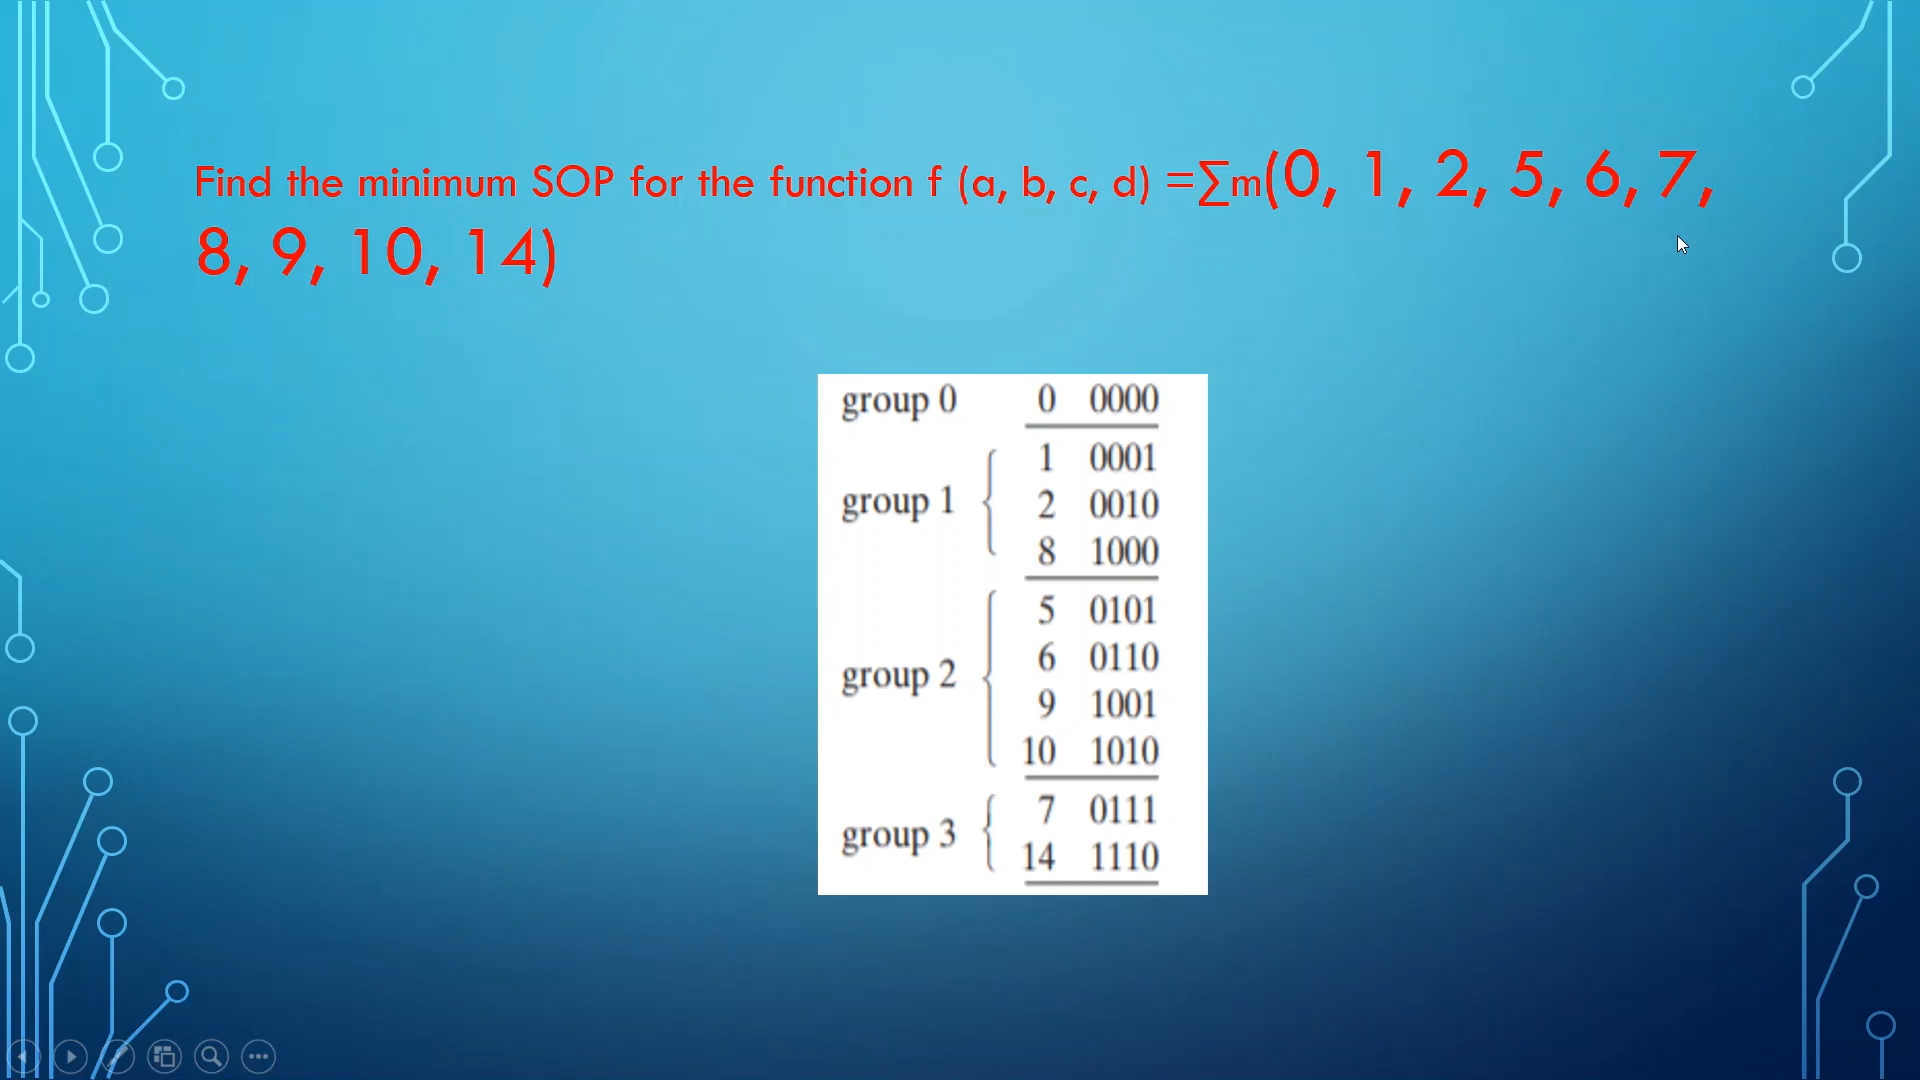 Find the minimum SOP for the function f (a, b, c, d) =∑m(0, 1, 2, 5, 6, 7,
8, 9, 10, 14)
group 0 0 0000
1 0001
group 1 2 0010
8 1000
5 0101
6 0110
group 2
9 1001
10 1010
7 0111
group 3
14 1110